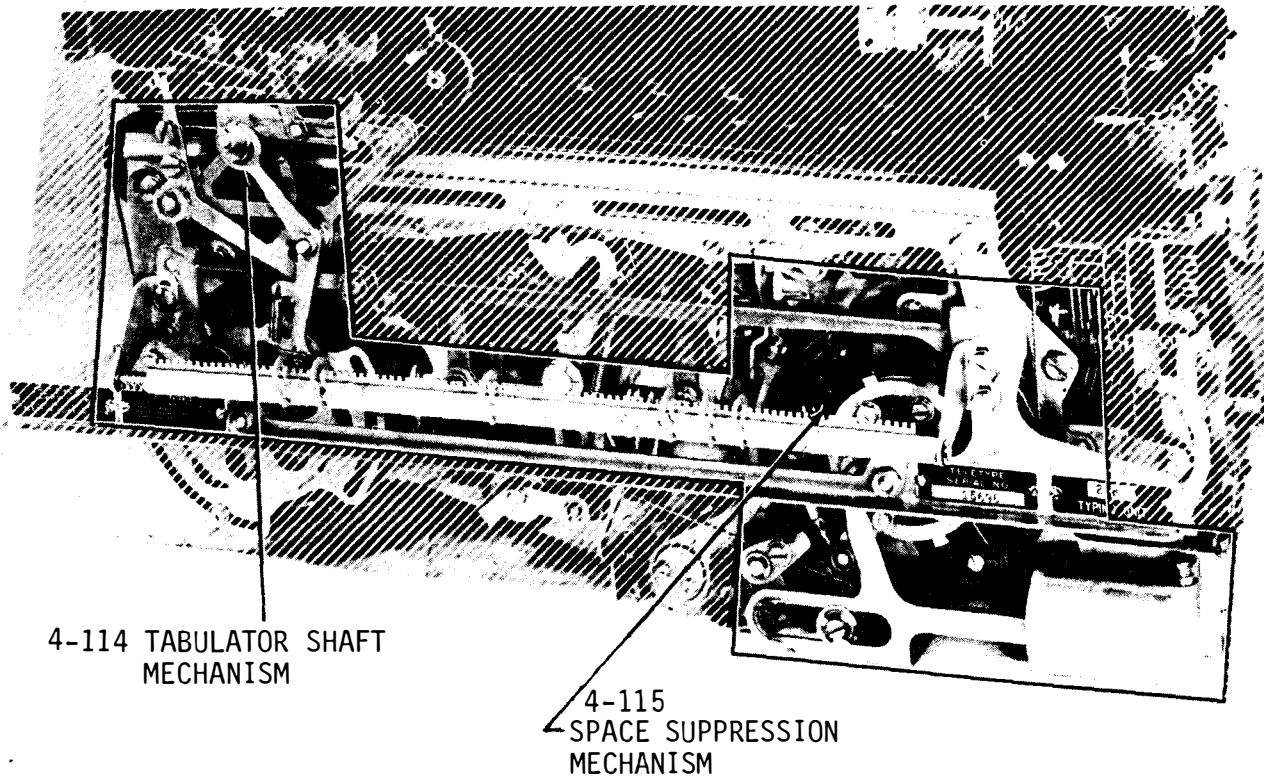 TELETYPE
SERIAL NO
TYPING UNIT
4-114 TABULATOR SHAFT
MECHANISM
4-115
SPACE SUPPRESSION
MECHANISM